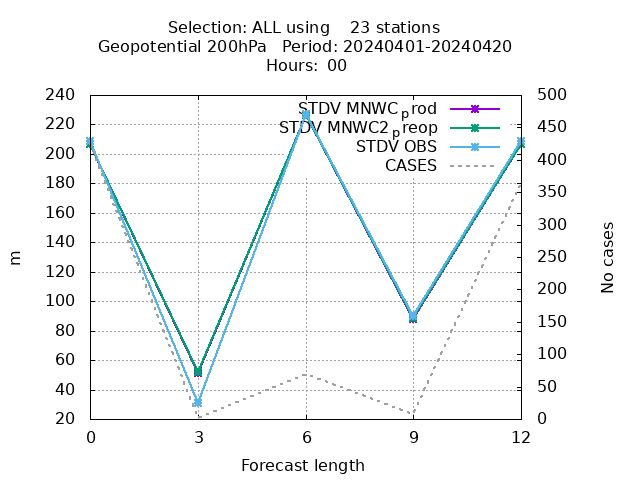 Selection: ALL using 23 stations
Geopotential 200hPa Period: 20240401-20240420
Hours: 00
240
220
200
180
160
140
120
100
80
60
40
20
m
STDV MNWC_prod
STDV MNWC2_preop
STDV OBS
CASES
500
450
400
350
300
250
200
150
100
50
0
No cases
0 3 6 9 12
Forecast length